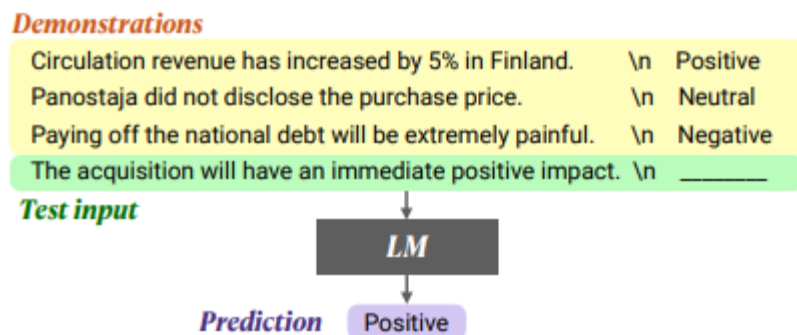 Demonstrations
Circulation revenue has increased by 5% in Finland. \n Positive
Panostaja did not disclose the purchase price. \n Neutral
Paying off the national debt will be extremely painful. \n Negative
The acquisition will have an immediate positive impact. \n ________
Test input
LM
Prediction Positive